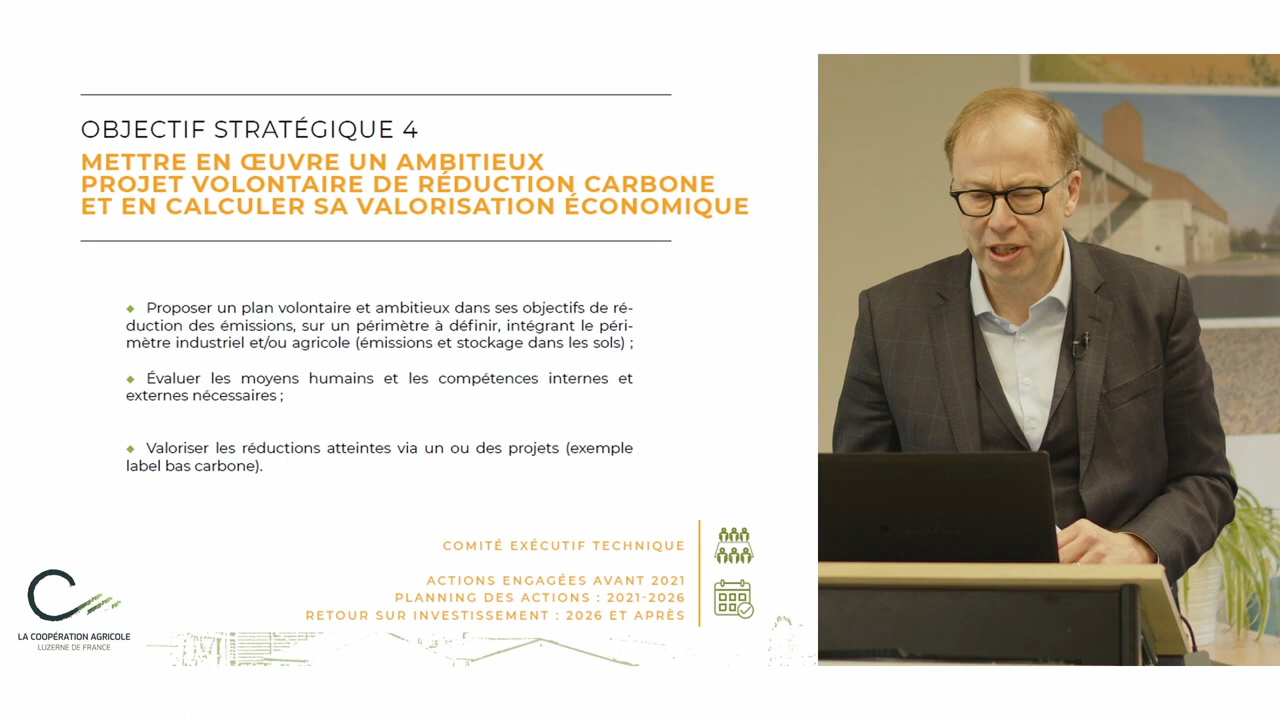 OBJECTIF STRATÉGIQUE 4
METTRE EN ŒUVRE UN AMBITIEUX
PROJET VOLONTAIRE DE RÉDUCTION CARBONE
ET EN CALCULER SA VALORISATION ÉCONOMIQUE
◆ Proposer un plan volontaire et ambitieux dans ses objectifs de ré-
duction des émissions, sur un périmètre à définir, intégrant le péri-
mètre industriel et/ou agricole (émissions et stockage dans les sols) ;
◆ Évaluer les moyens humains et les compétences internes et
externes nécessaires ;
◆ Valoriser les réductions atteintes via un ou des projets (exemple
label bas carbone).
COMITÉ EXÉCUTIF TECHNIQUE
ACTIONS ENGAGÉES AVANT 2021
PLANNING DES ACTIONS : 2021-2026
RETOUR SUR INVESTISSEMENT : 2026 ET APRÈS
LA COOPÉRATION AGRICOLE
LUZERNE DE FRANCE